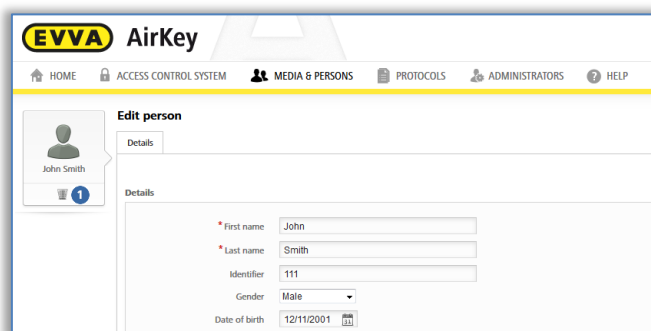 EVVA AirKey
HOME ACCESS CONTROL SYSTEM MEDIA & PERSONS PROTOCOLS ADMINISTRATORS ? HELP
Edit person
Details
John Smith
1
Details
* First name John
* Last name Smith
Identifier 111
Gender Male
Date of birth 12/11/2001